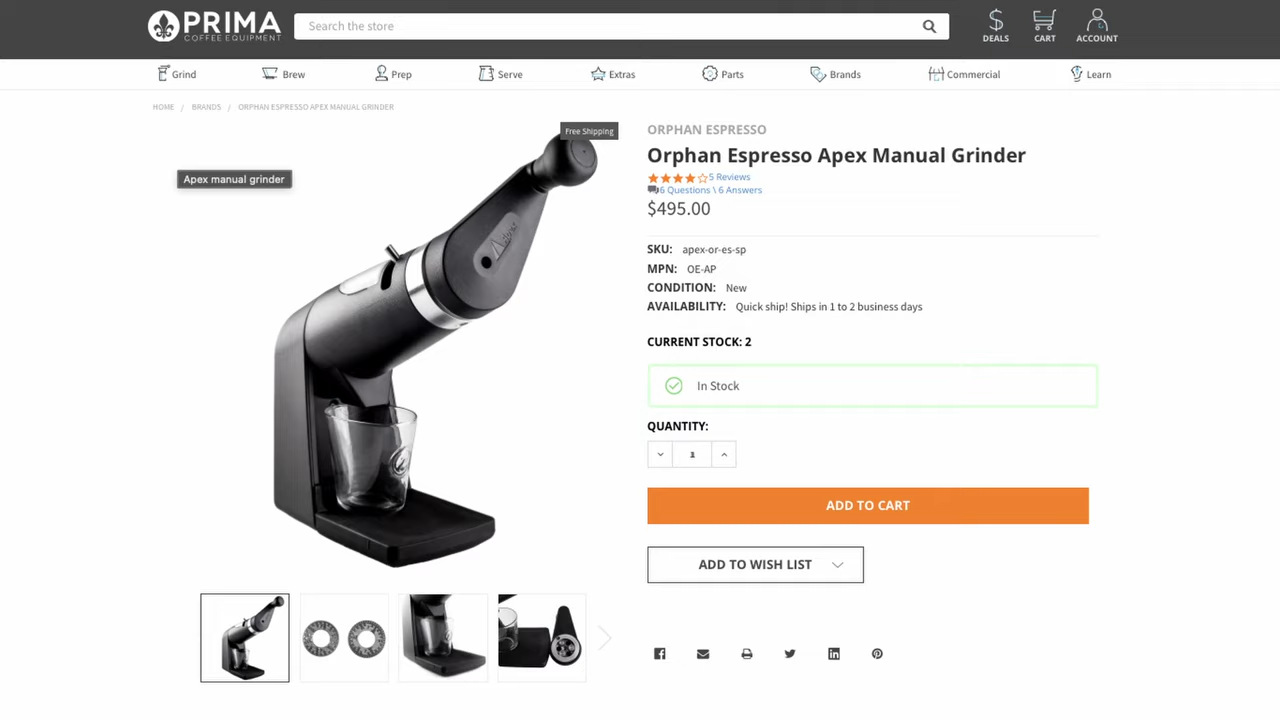 PRIMA
COFFEE EQUIPMENT
Search the store
DEALS
CART
ACCOUNT
Grind
Brew
Prep
Serve
Extras
Parts
Brands
Commercial
Learn
HOME / BRANDS / ORPHAN ESPRESSO APEX MANUAL GRINDER
Free Shipping
Apex manual grinder
ORPHAN ESPRESSO
Orphan Espresso Apex Manual Grinder
5 Reviews
6 Questions \ 6 Answers
$495.00
SKU: apex-or-es-sp
MPN: OE-AP
CONDITION: New
AVAILABILITY: Quick ship! Ships in 1 to 2 business days
CURRENT STOCK: 2
In Stock
QUANTITY:
1
ADD TO CART
ADD TO WISH LIST